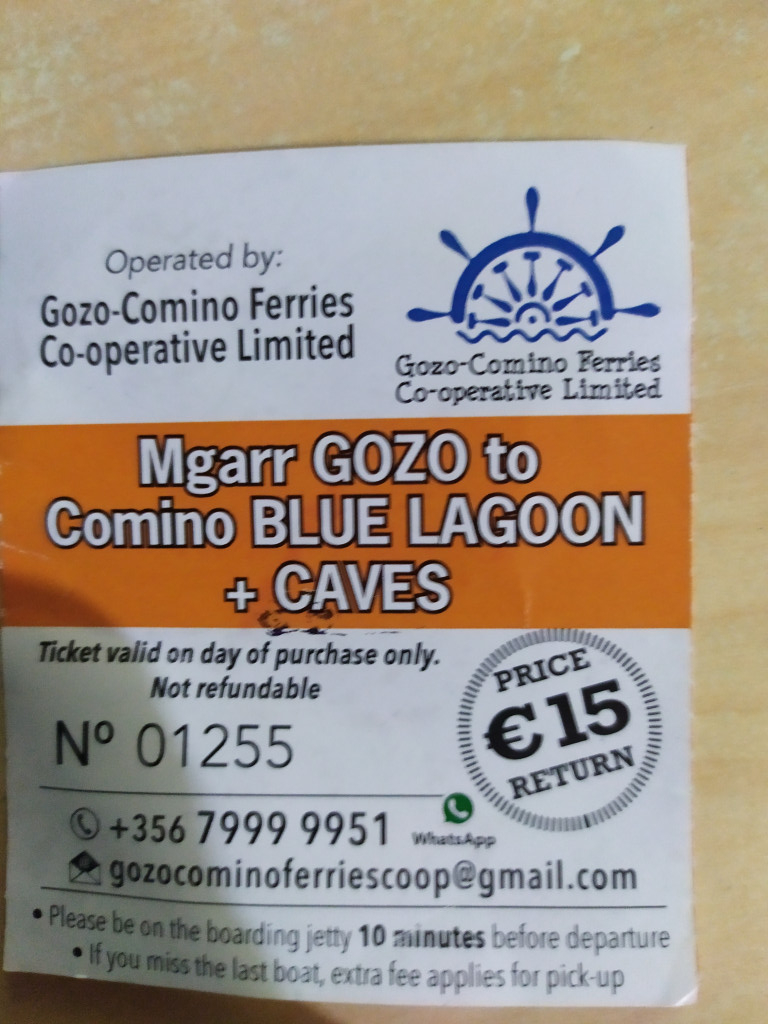 Operated by:
Gozo-Comino Ferries
Co-operative Limited
Gozo-Comino Ferries
Co-operative Limited
Mgarr GOZO to
Comino BLUE LAGOON
+ CAVES
Ticket valid on day of purchase only.
Not refundable
Nº 01255
PRICE
€15
RETURN
+356 7999 9951
WhatsApp
gozocominoferriescoop@gmail.com
• Please be on the boarding jetty 10 minutes before departure
• If you miss the last boat, extra fee applies for pick-up